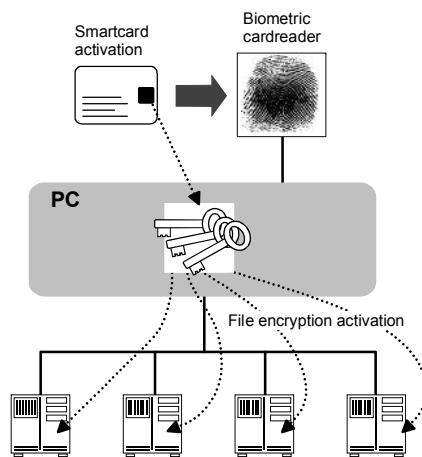 Smartcard
activation
Biometric
cardreader
PC
File encryption activation